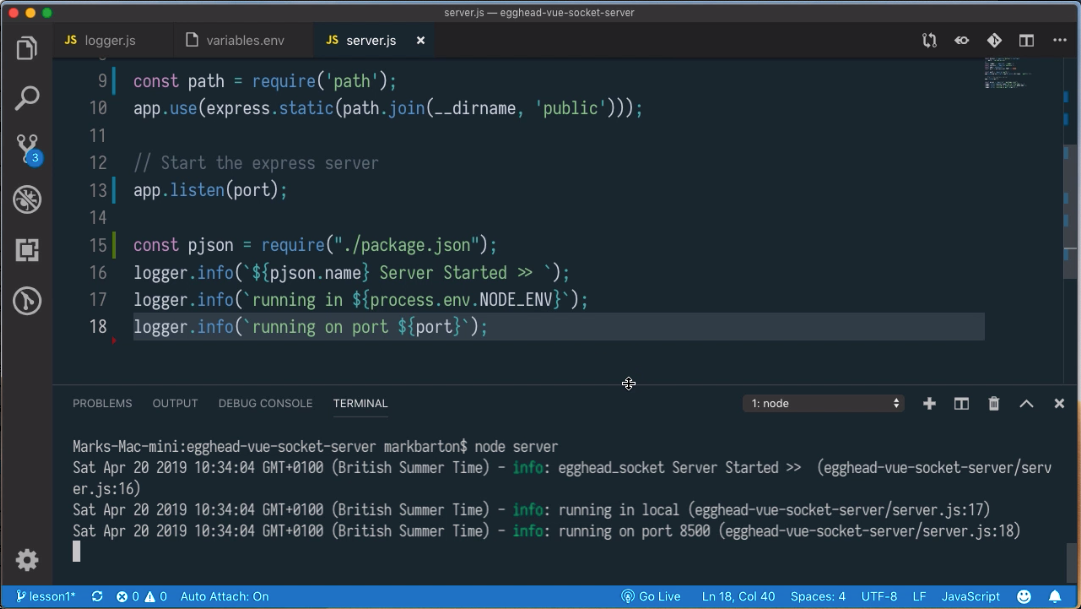 server.js — egghead-vue-socket-server
JS logger.js variables.env JS server.js ×
9 const path = require('path');
10 app.use(express.static(path.join(__dirname, 'public')));
11
12 // Start the express server
13 app.listen(port);
14
15 const pjson = require("./package.json");
16 logger.info(`${pjson.name} Server Started >> `);
17 logger.info(`running in ${process.env.NODE_ENV}`);
18 logger.info(`running on port ${port}`);
3
PROBLEMS OUTPUT DEBUG CONSOLE TERMINAL 1: node
Marks-Mac-mini:egghead-vue-socket-server markbarton$ node server
Sat Apr 20 2019 10:34:04 GMT+0100 (British Summer Time) - info: egghead_socket Server Started >>  (egghead-vue-socket-server/serv
er.js:16)
Sat Apr 20 2019 10:34:04 GMT+0100 (British Summer Time) - info: running in local (egghead-vue-socket-server/server.js:17)
Sat Apr 20 2019 10:34:04 GMT+0100 (British Summer Time) - info: running on port 8500 (egghead-vue-socket-server/server.js:18)
lesson1* 0 0 Auto Attach: On Go Live Ln 18, Col 40 Spaces: 4 UTF-8 LF JavaScript